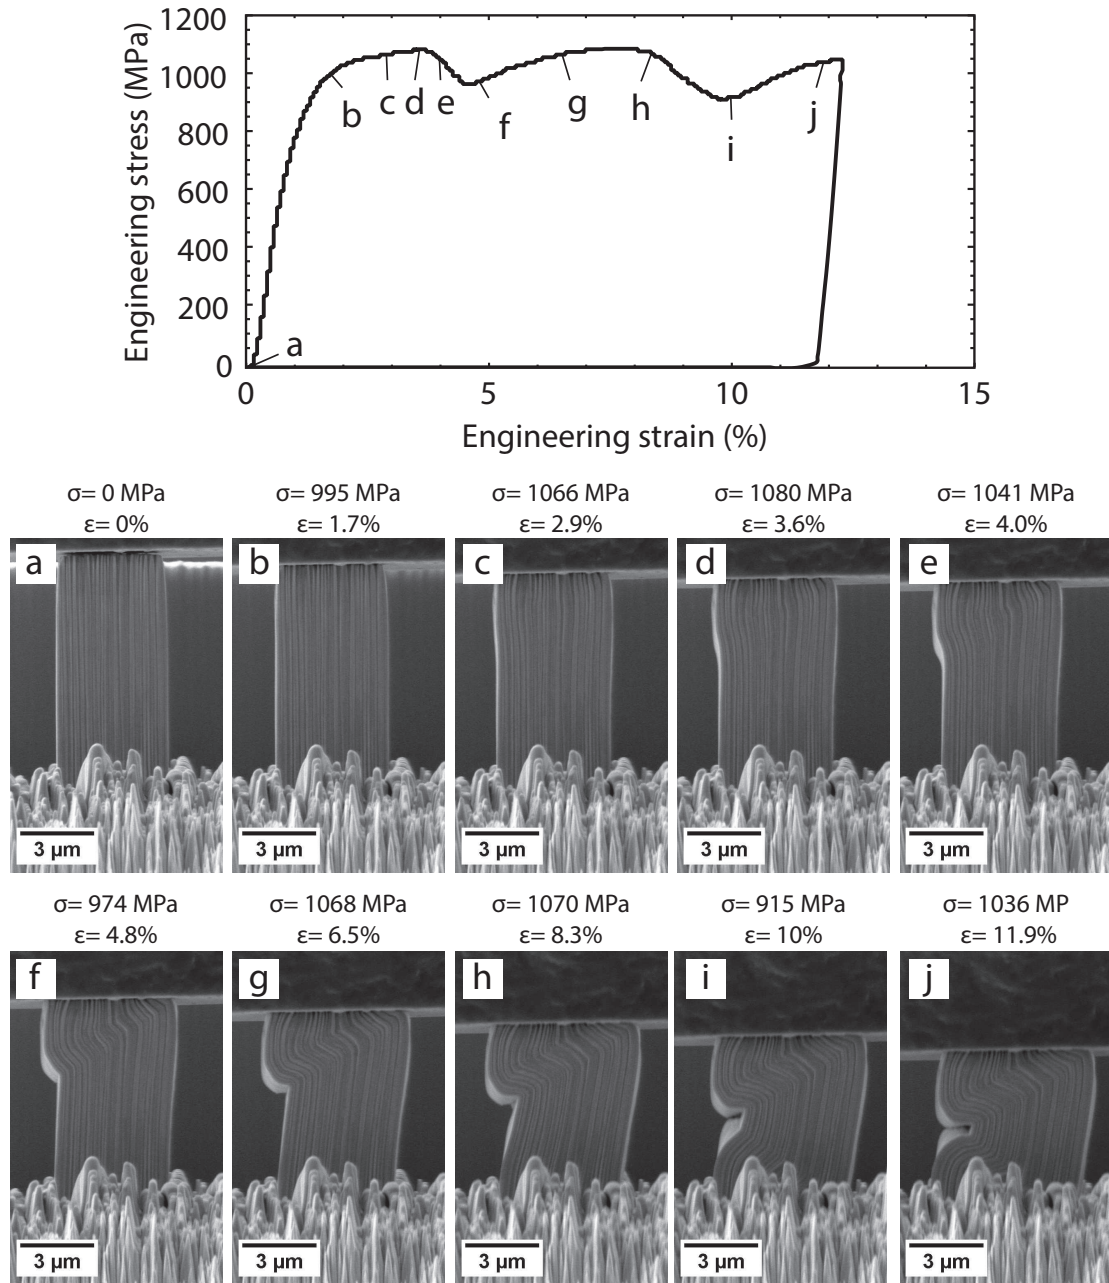 1200
1000
800
600
400
200
0
Engineering stress (MPa)
a
b
c
d
e
f
g
h
i
j
0
5
10
15
Engineering strain (%)
σ= 0 MPa
ε= 0%
σ= 995 MPa
ε= 1.7%
σ= 1066 MPa
ε= 2.9%
σ= 1080 MPa
ε= 3.6%
σ= 1041 MPa
ε= 4.0%
a
b
c
d
e
3 µm
3 µm
3 µm
3 µm
3 µm
σ= 974 MPa
ε= 4.8%
σ= 1068 MPa
ε= 6.5%
σ= 1070 MPa
ε= 8.3%
σ= 915 MPa
ε= 10%
σ= 1036 MP
ε= 11.9%
f
g
h
i
j
3 µm
3 µm
3 µm
3 µm
3 µm